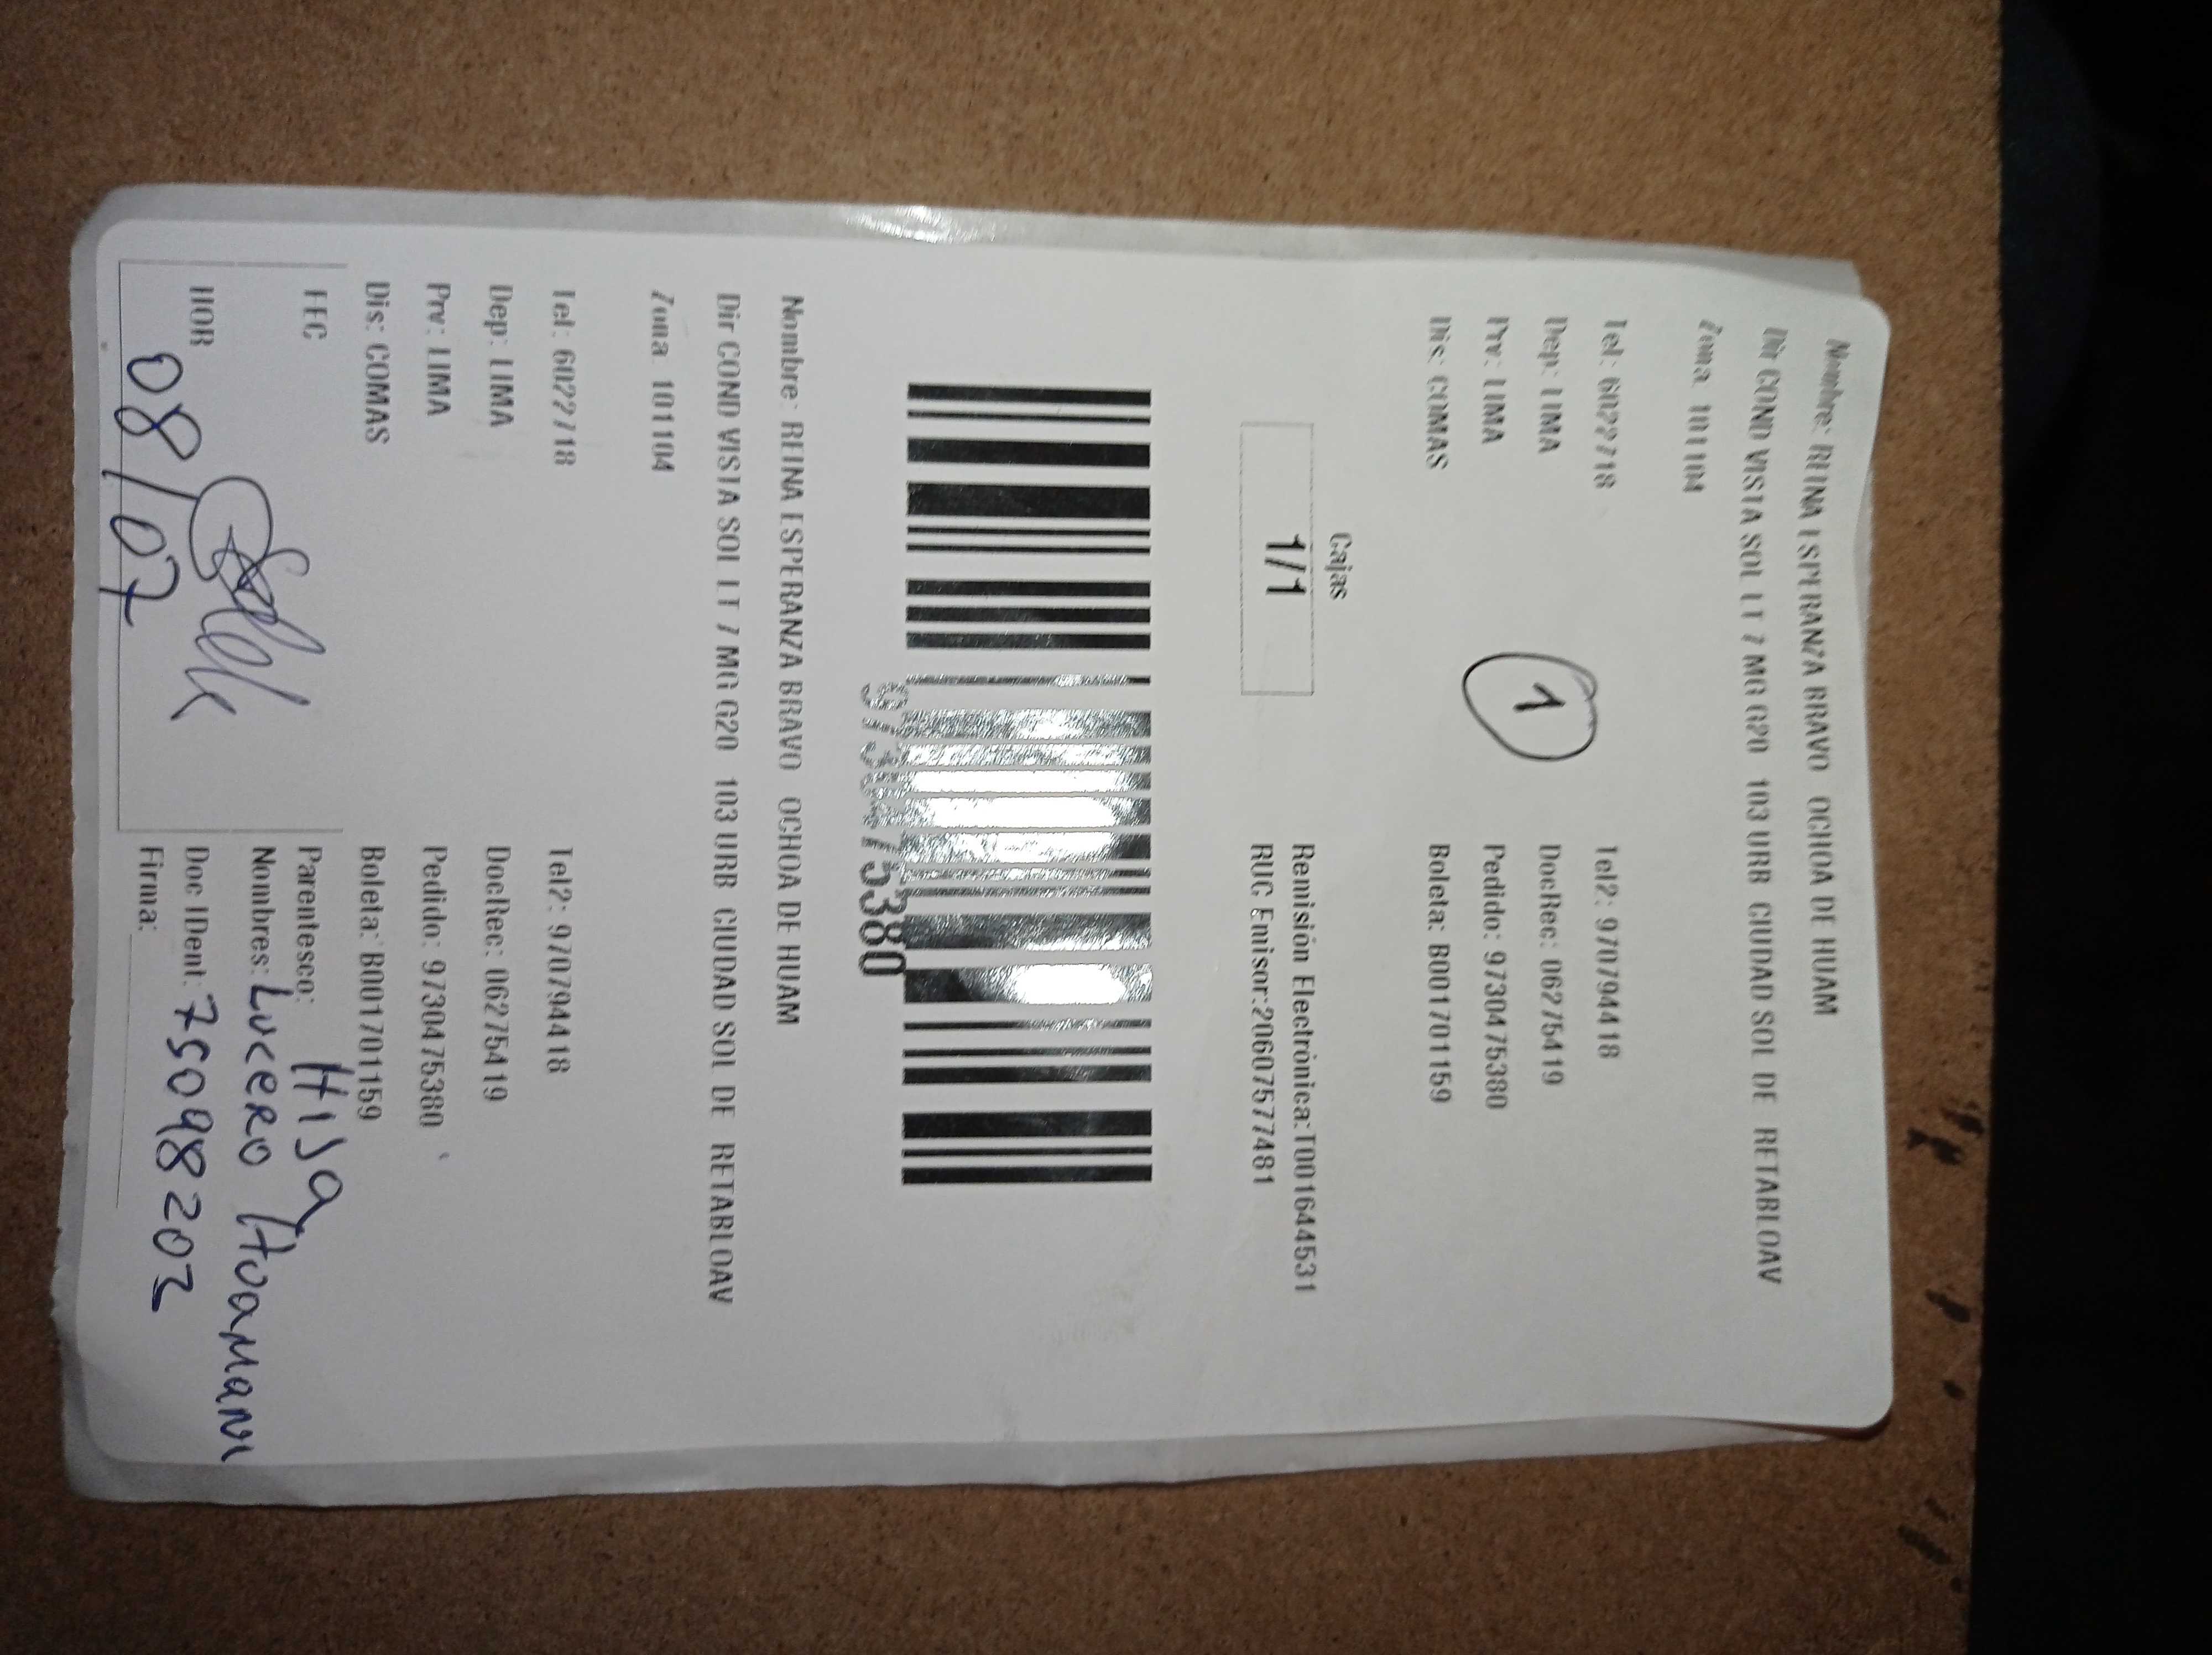 Nombre: REINA ESPERANZA BRAVO OCHOA DE HUAM
Dir COND VISTA SOL LT 7 MG G20 103 URB CIUDAD SOL DE RETABLOAV
Zona: 101104
Tel: 6022718 Tel2: 970794418
Dep: LIMA DocRec: 06275419
Prv: LIMA 1 Pedido: 9730475380
Dis: COMAS Boleta: B001701159
Cajas Remisión Electrónica:T001644531
1/1 RUC Emisor:20607577481
9730475380
Nombre: REINA ESPERANZA BRAVO OCHOA DE HUAM
Dir COND VISTA SOL LT 7 MG G20 103 URB CIUDAD SOL DE RETABLOAV
Zona: 101104
Tel: 6022718 Tel2: 970794418
Dep: LIMA DocRec: 06275419
Prv: LIMA Pedido: 9730475380
Dis: COMAS Boleta: B001701159
FEC Parentesco: HIJA
Nombres: LUCERO HUAMANI
HOR Doc IDent: 75098203
08/07 Firma: